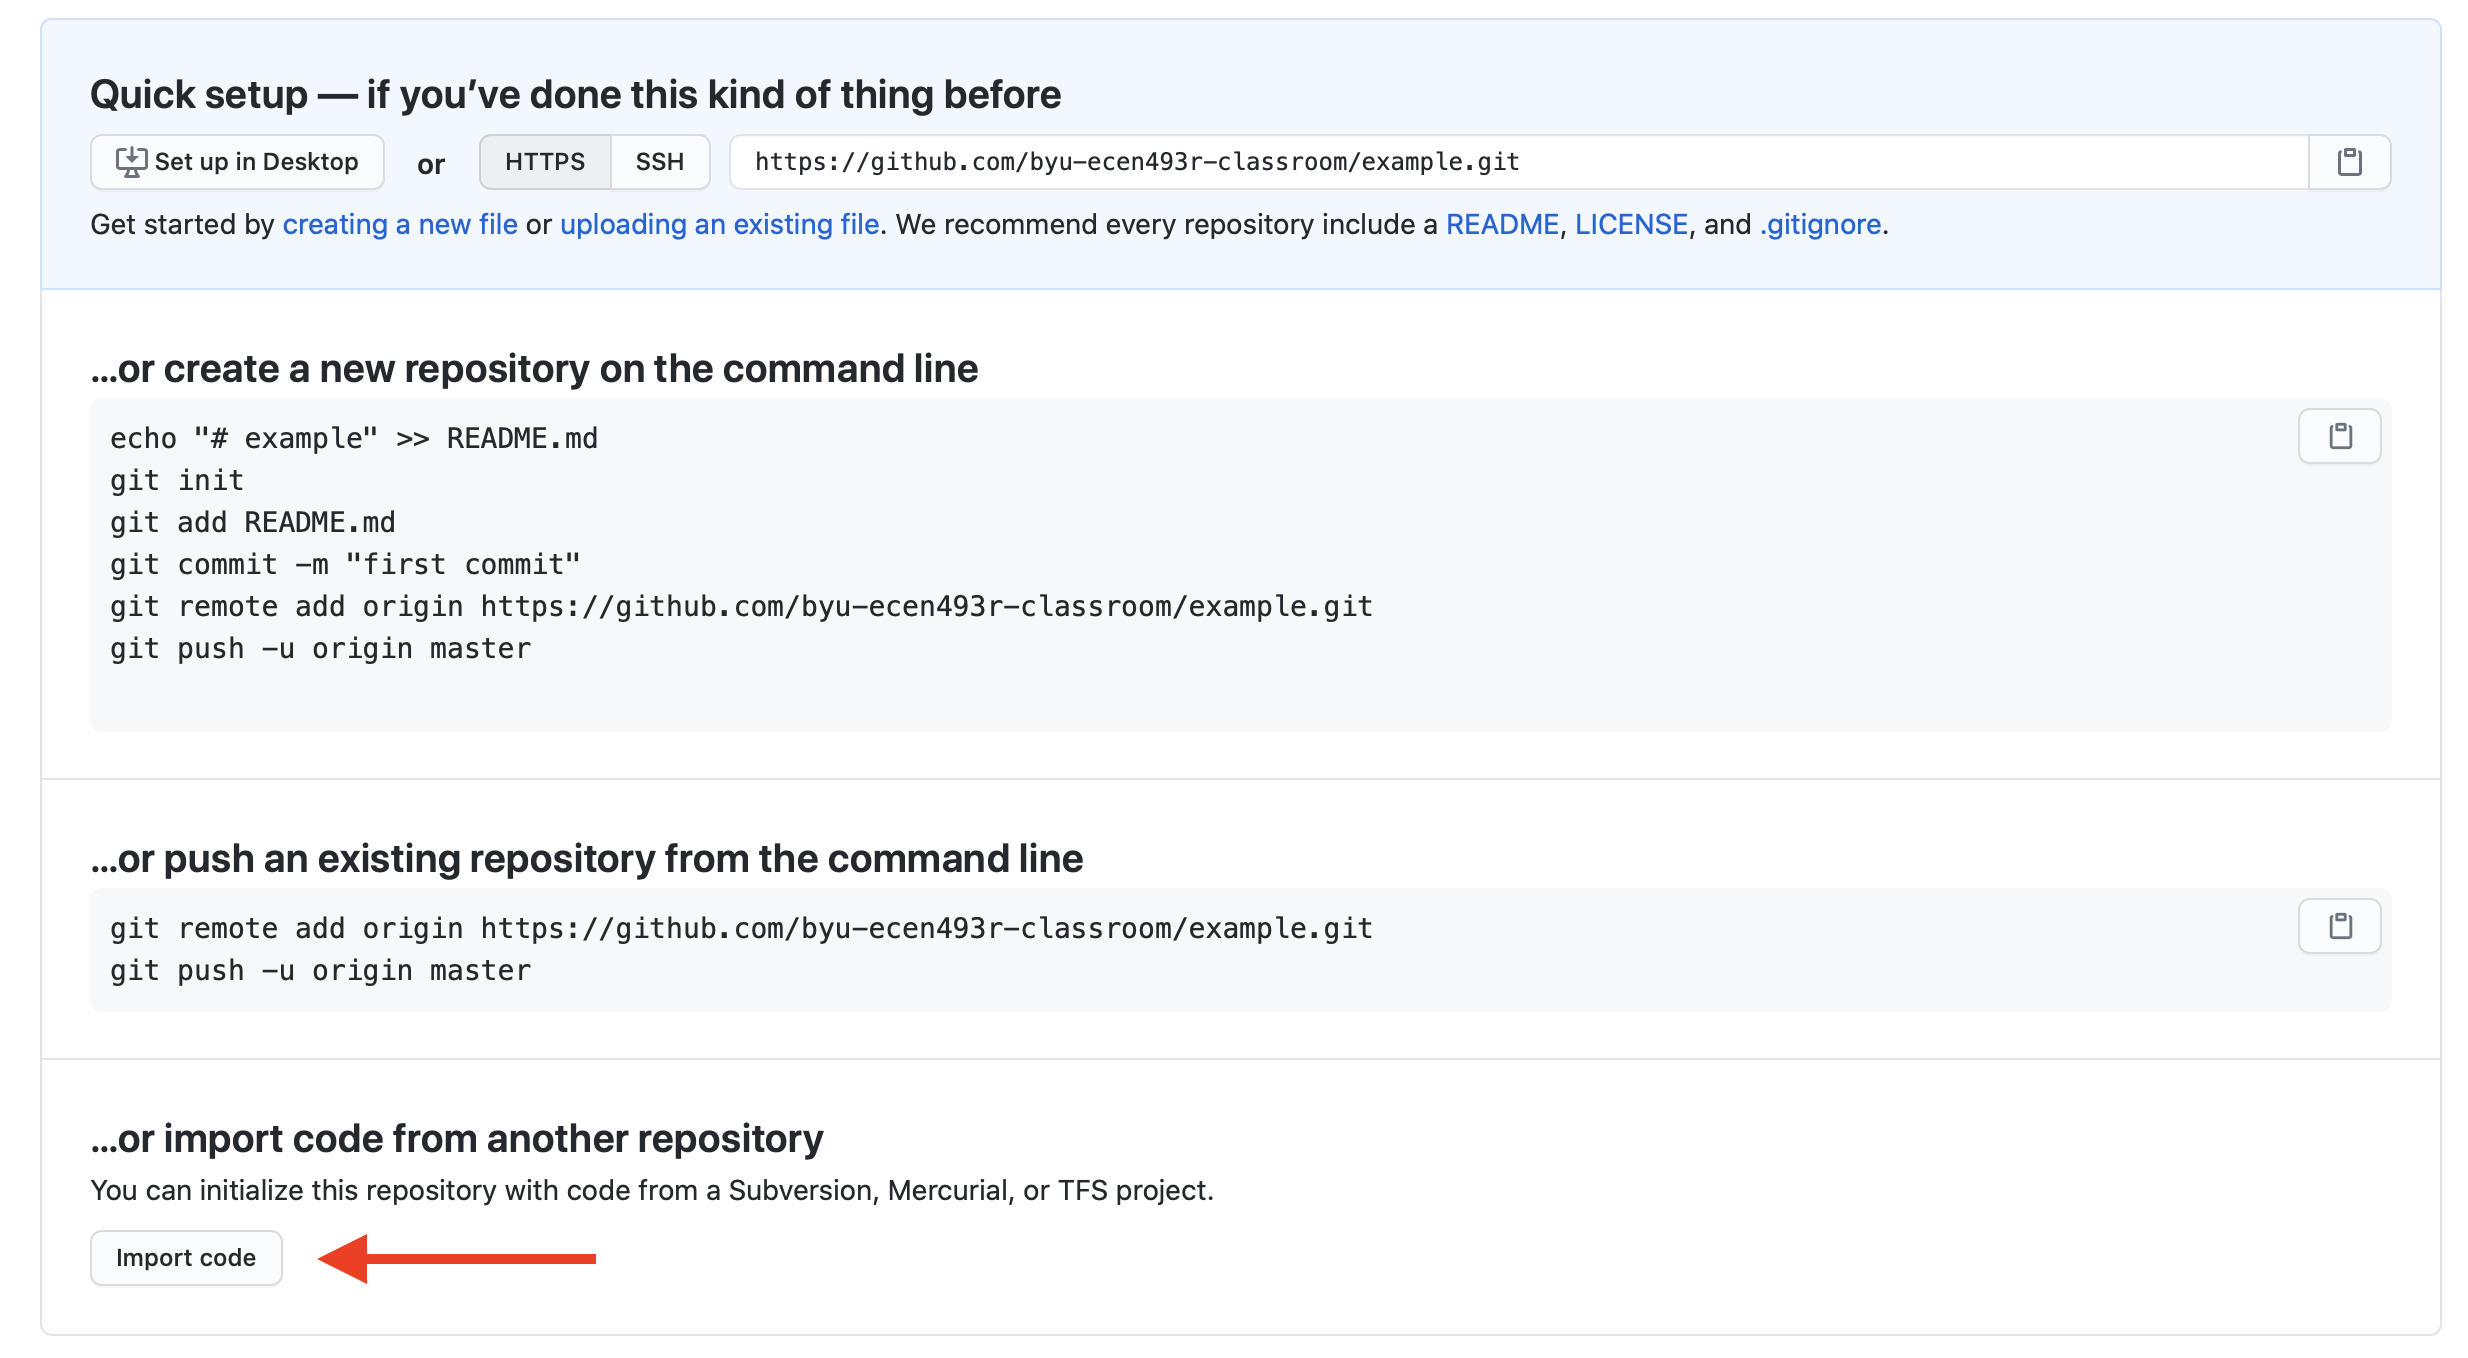 Quick setup — if you’ve done this kind of thing before
Set up in Desktop or HTTPS SSH https://github.com/byu-ecen493r-classroom/example.git
Get started by creating a new file or uploading an existing file. We recommend every repository include a README, LICENSE, and .gitignore.
…or create a new repository on the command line
echo "# example" >> README.md
git init
git add README.md
git commit -m "first commit"
git remote add origin https://github.com/byu-ecen493r-classroom/example.git
git push -u origin master
…or push an existing repository from the command line
git remote add origin https://github.com/byu-ecen493r-classroom/example.git
git push -u origin master
…or import code from another repository
You can initialize this repository with code from a Subversion, Mercurial, or TFS project.
Import code